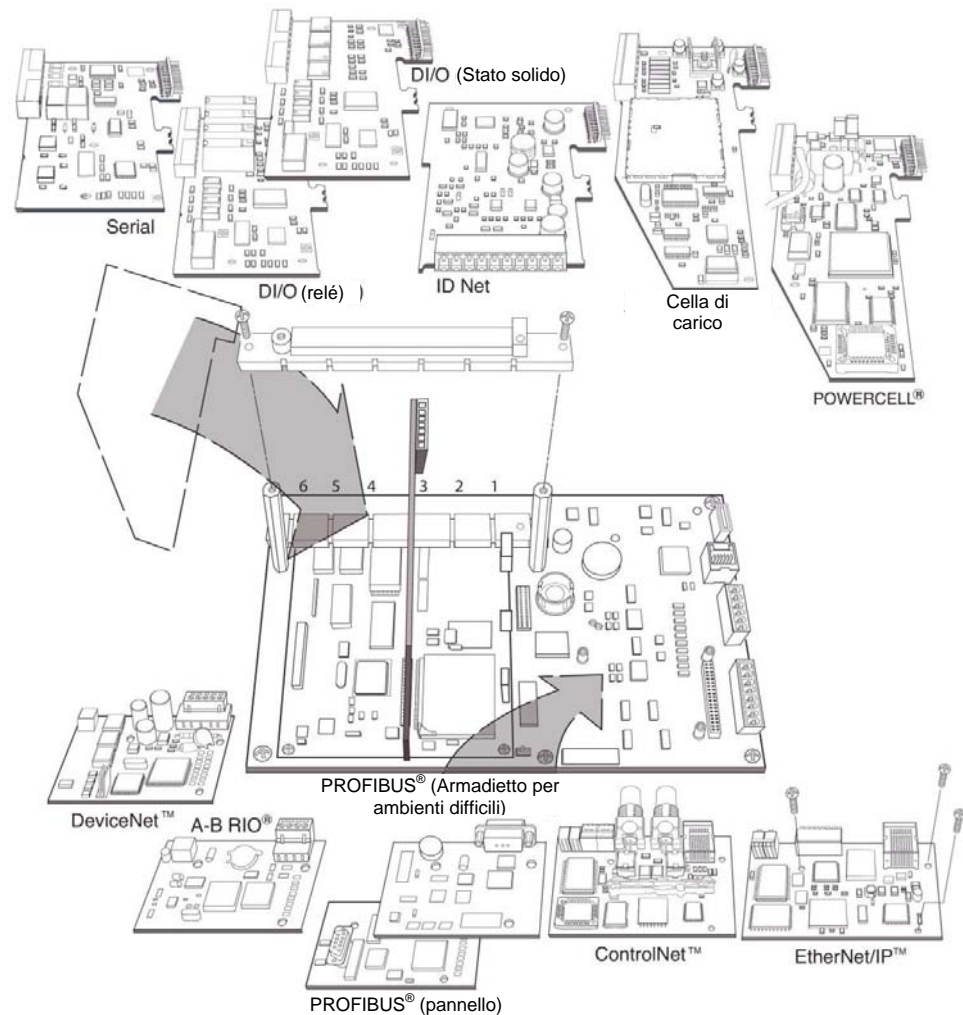 DI/O (Stato solido)
Serial
DI/O (relé) )
ID Net
Cella di
carico
POWERCELL®
6 5 4 3 2 1
PROFIBUS® (Armadietto per
ambienti difficili)
DeviceNet™
A-B RIO®
ControlNet™
EtherNet/IP™
PROFIBUS® (pannello)